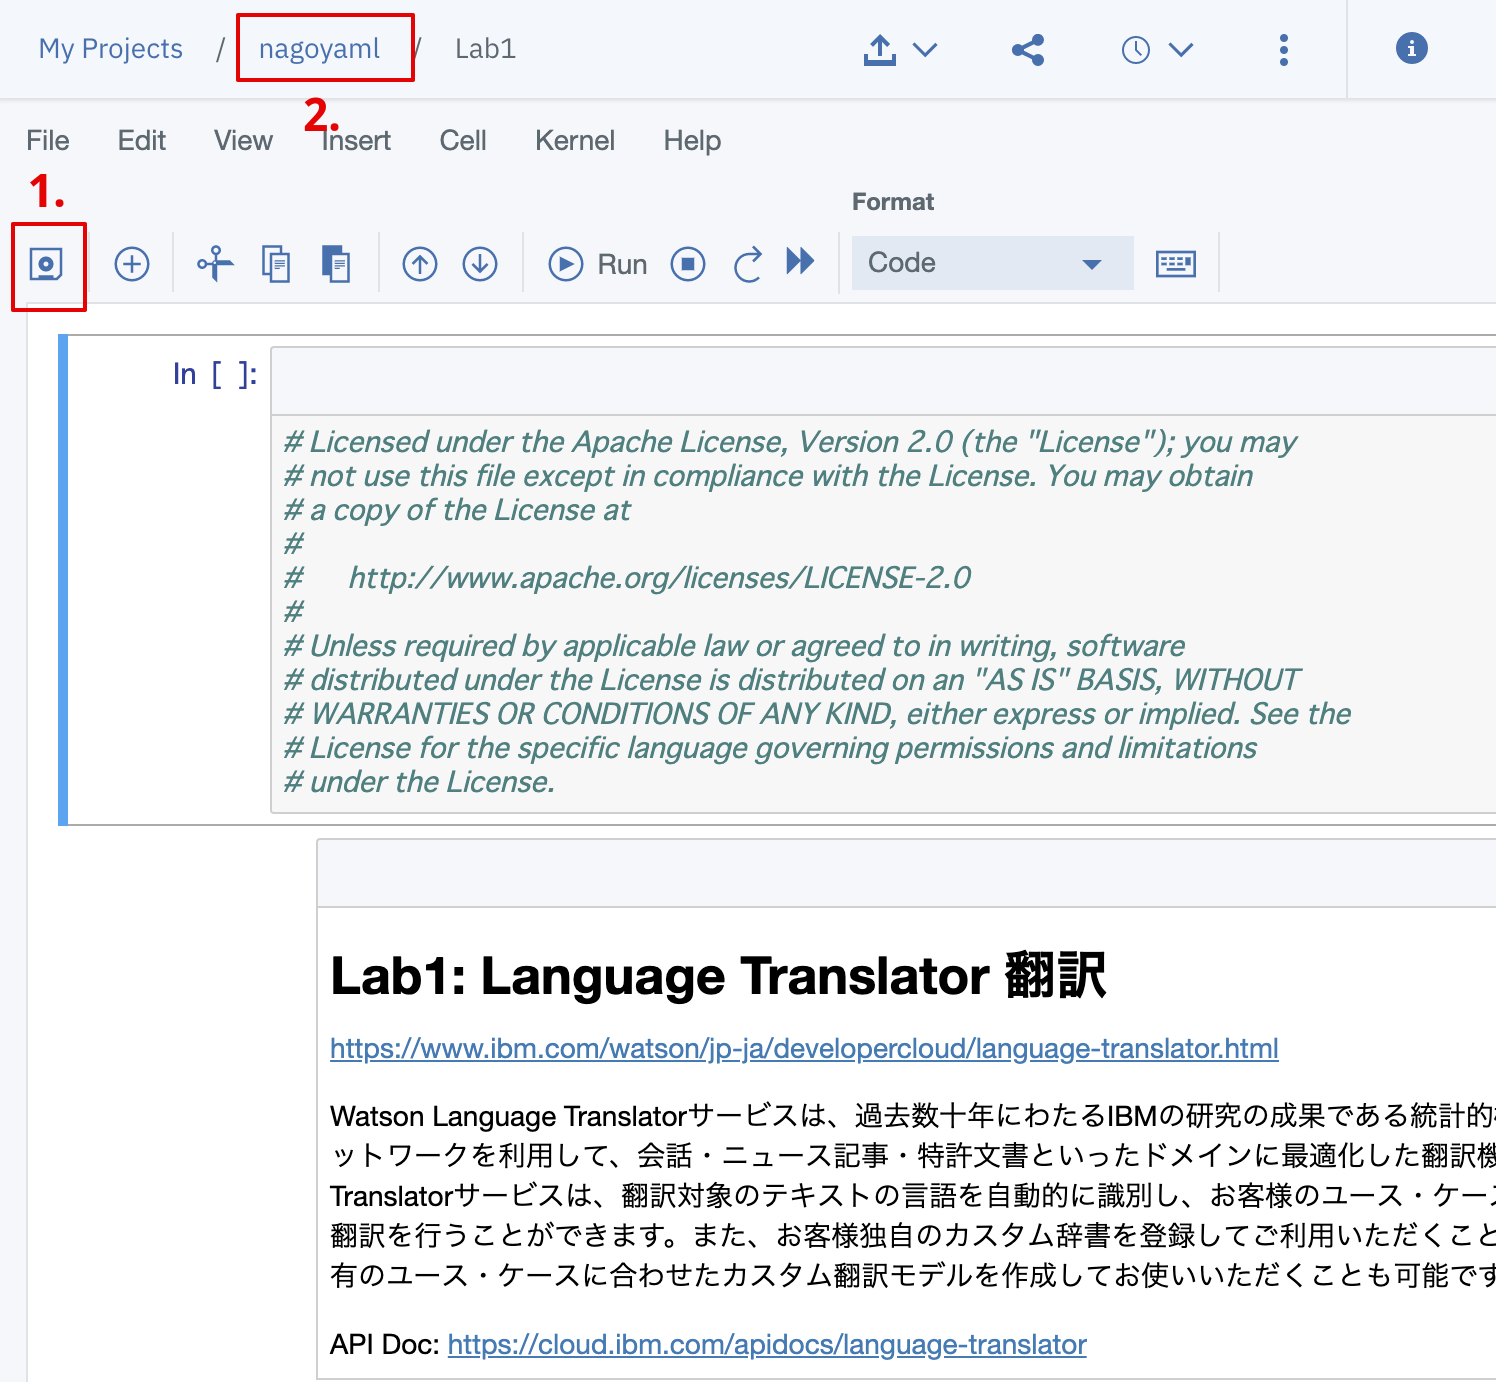 My Projects / nagoyaml / Lab1
2.
File Edit View Insert Cell Kernel Help
1.
Format
Run Code
In [ ]:
# Licensed under the Apache License, Version 2.0 (the "License"); you may
# not use this file except in compliance with the License. You may obtain
# a copy of the License at
#
# http://www.apache.org/licenses/LICENSE-2.0
#
# Unless required by applicable law or agreed to in writing, software
# distributed under the License is distributed on an "AS IS" BASIS, WITHOUT
# WARRANTIES OR CONDITIONS OF ANY KIND, either express or implied. See the
# License for the specific language governing permissions and limitations
# under the License.
Lab1: Language Translator 翻訳
https://www.ibm.com/watson/jp-ja/developercloud/language-translator.html
Watson Language Translatorサービスは、過去数十年にわたるIBMの研究の成果である統計的
ットワークを利用して、会話・ニュース記事・特許文書といったドメインに最適化した翻訳機
Translatorサービスは、翻訳対象のテキストの言語を自動的に識別し、お客様のユース・ケース
翻訳を行うことができます。また、お客様独自のカスタム辞書を登録してご利用いただくこと
有のユース・ケースに合わせたカスタム翻訳モデルを作成してお使いいただくことも可能です
API Doc: https://cloud.ibm.com/apidocs/language-translator